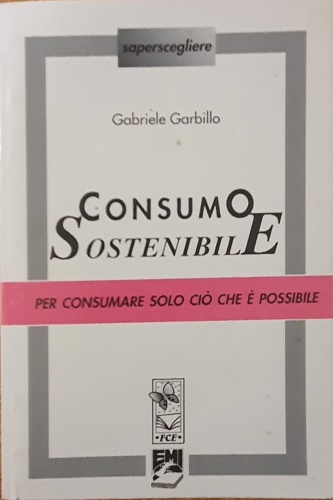 saperscegliere
Gabriele Garbillo
CONSUMO
SOSTENIBILE
PER CONSUMARE SOLO CIÒ CHE È POSSIBILE
•FCE•
EMI